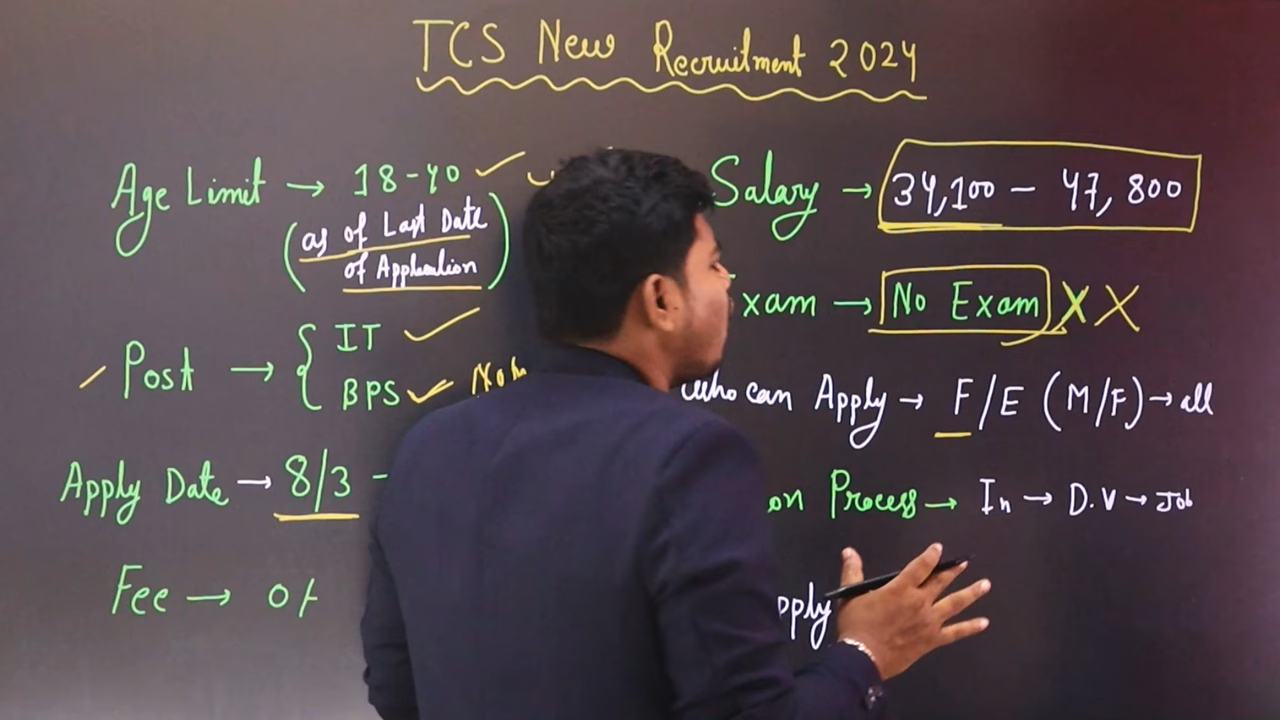 TCS New Recruitment 2024
Age Limit → 18-40 ✓
(as of Last Date
of Application)
Post → { IT ✓
BPS ✓
Apply Date → 8/3 -
Fee → 0/-
Salary → 34,100 - 47,800
xam → No Exam X X
who can Apply → F/E (M/F) → all
on Process → In → D.V → Job
pply